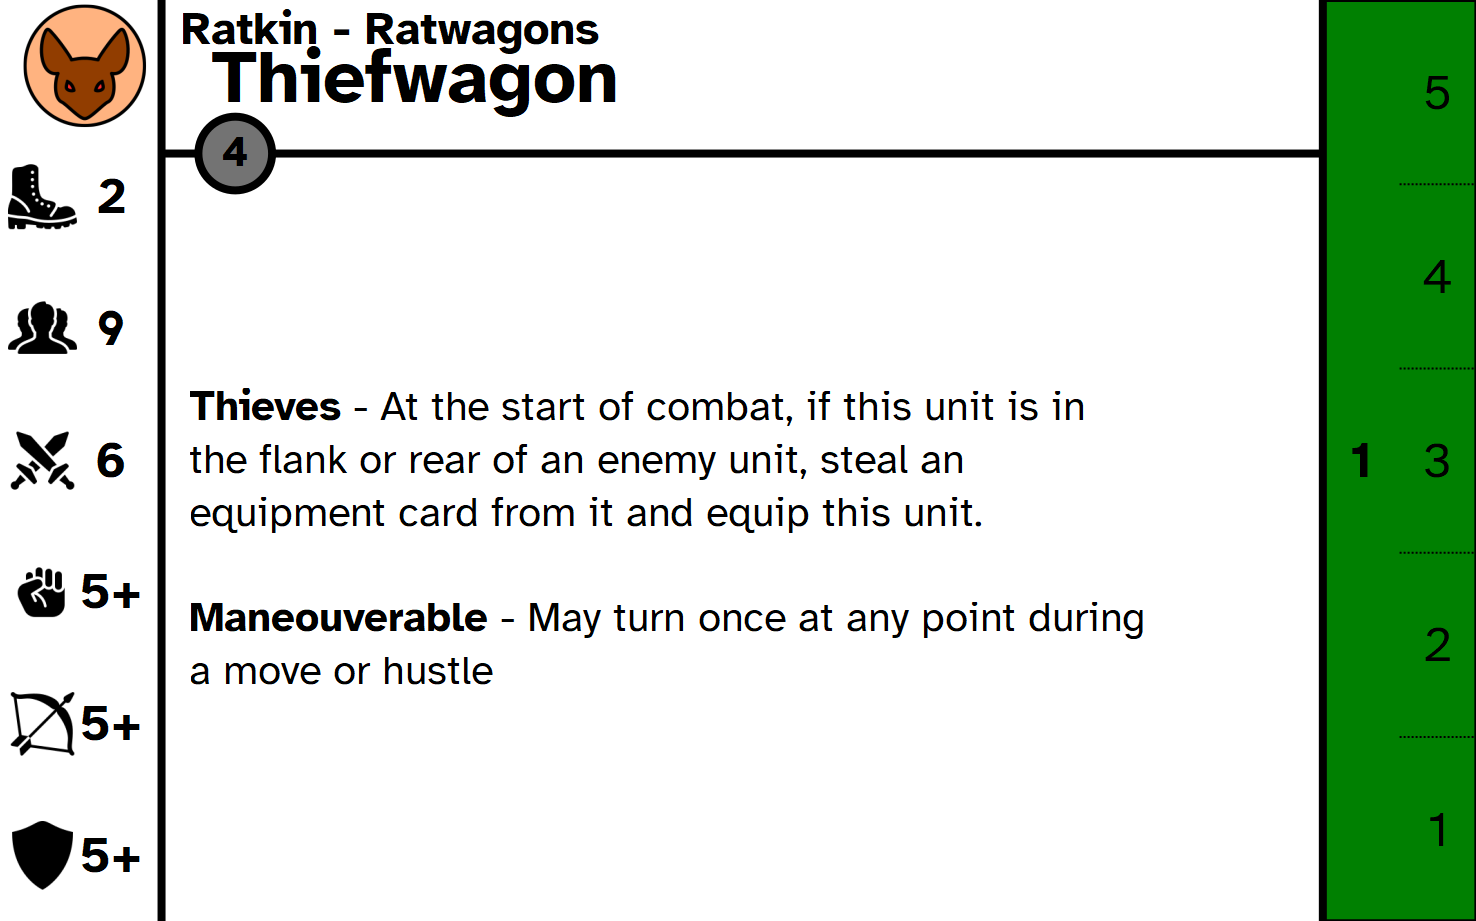 Ratkin - Ratwagons
Thiefwagon
4
2
9
6
5+
5+
5+
Thieves - At the start of combat, if this unit is in
the flank or rear of an enemy unit, steal an
equipment card from it and equip this unit.
Maneouverable - May turn once at any point during
a move or hustle
5
4
1 3
2
1